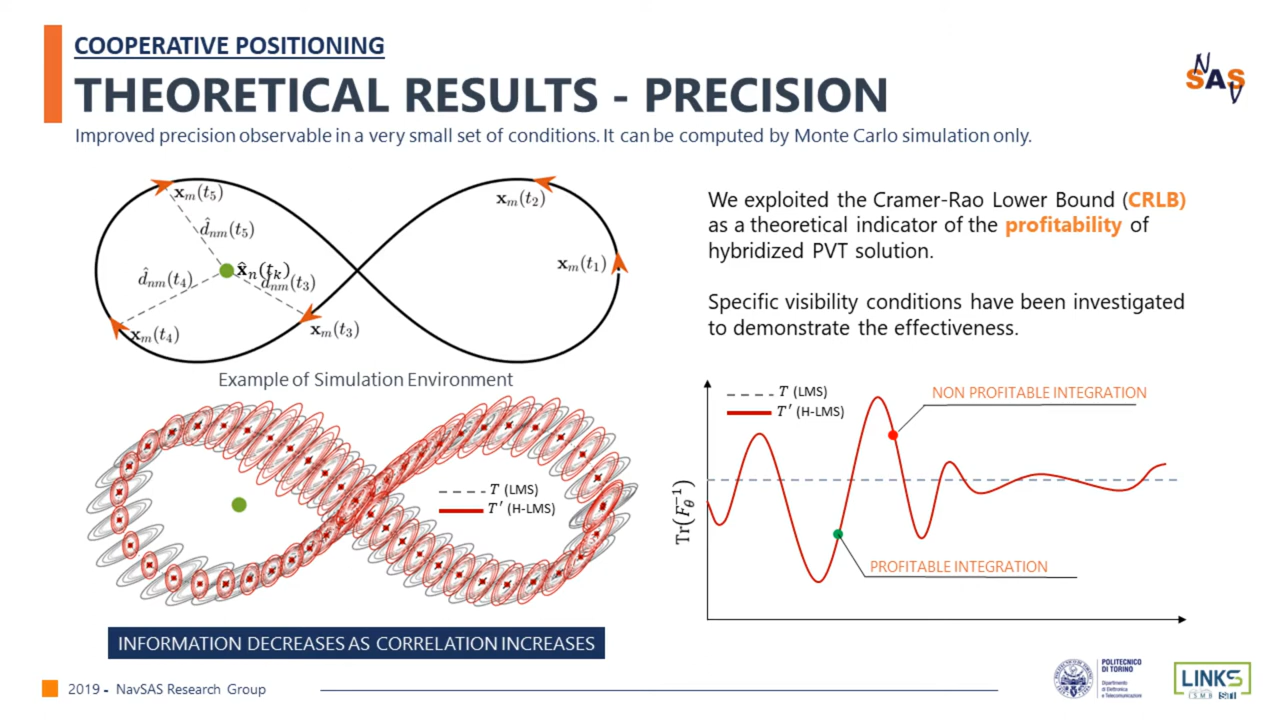 COOPERATIVE POSITIONING
THEORETICAL RESULTS - PRECISION
Improved precision observable in a very small set of conditions. It can be computed by Monte Carlo simulation only.
N
SAS
V
x_m(t_5)
x_m(t_2)
d̂_nm(t_5)
x_m(t_1)
x̂_n(t_k)
d̂_nm(t_4)
d̂_nm(t_3)
x_m(t_4)
x_m(t_3)
Example of Simulation Environment
T (LMS)
T' (H-LMS)
INFORMATION DECREASES AS CORRELATION INCREASES
We exploited the Cramer-Rao Lower Bound (CRLB)
as a theoretical indicator of the profitability of
hybridized PVT solution.
Specific visibility conditions have been investigated
to demonstrate the effectiveness.
T (LMS)
T' (H-LMS)
NON PROFITABLE INTEGRATION
Tr(F_θ^-1)
PROFITABLE INTEGRATION
2019 - NavSAS Research Group
POLITECNICO
DI TORINO
Dipartimento
di Elettronica
e Telecomunicazioni
LINKS